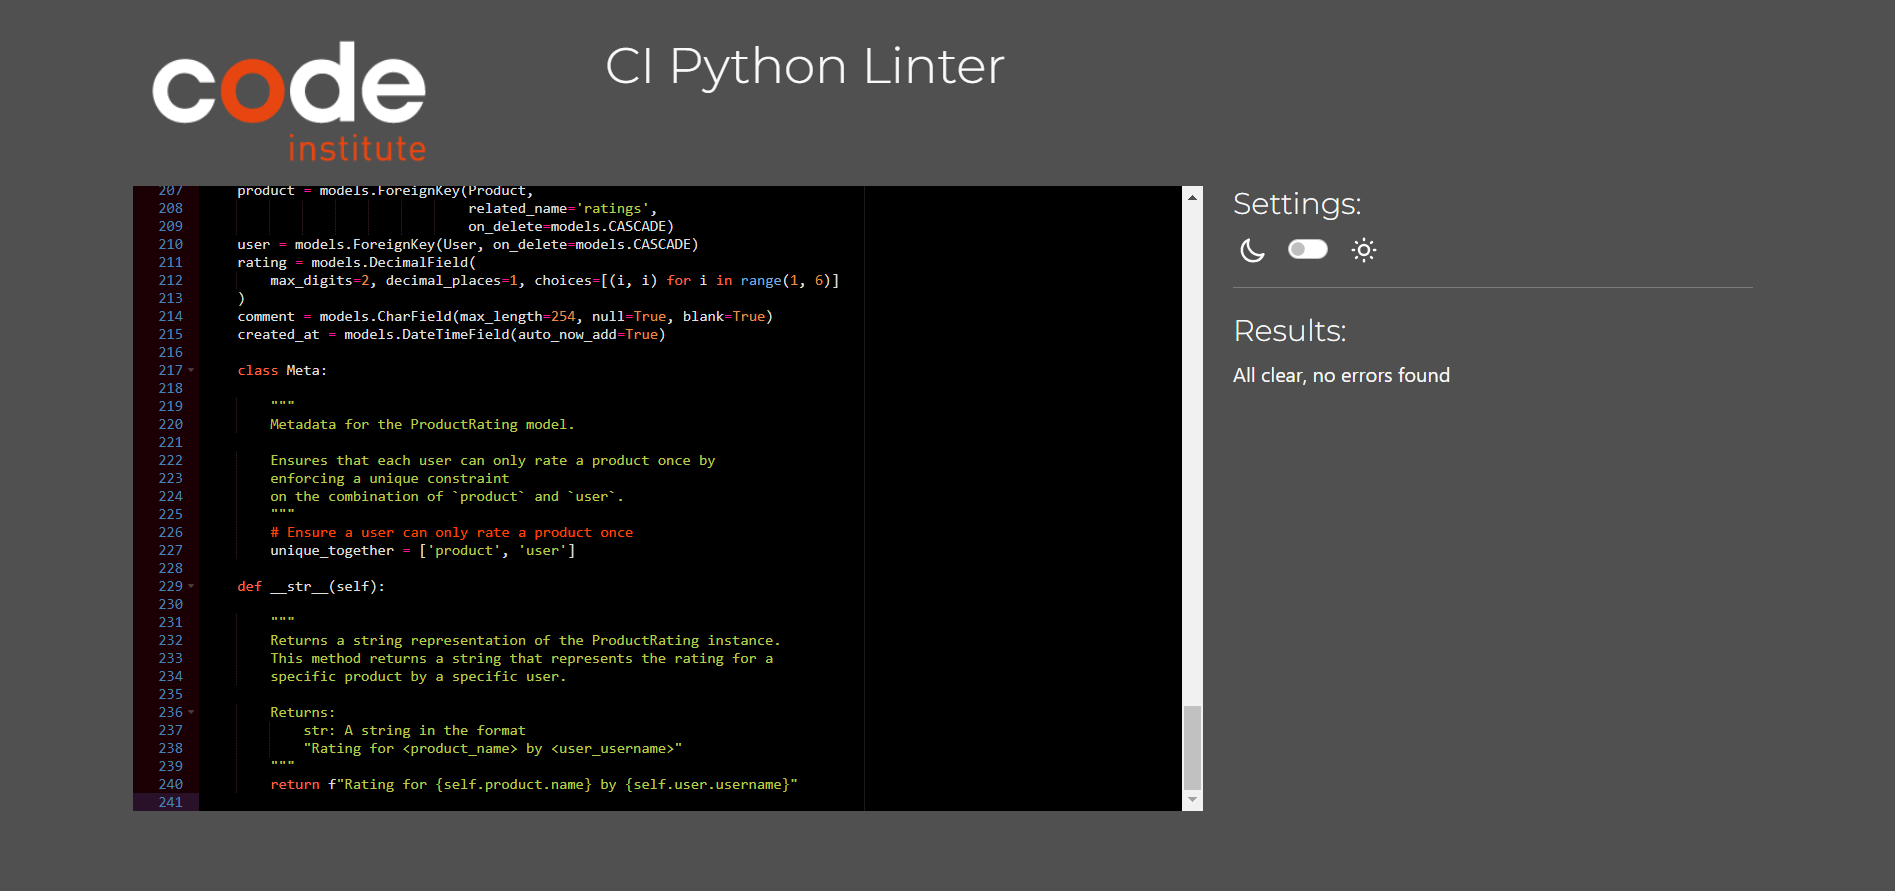 code
institute
CI Python Linter
207 product = models.ForeignKey(Product,
208 related_name='ratings',
209 on_delete=models.CASCADE)
210 user = models.ForeignKey(User, on_delete=models.CASCADE)
211 rating = models.DecimalField(
212 max_digits=2, decimal_places=1, choices=[(i, i) for i in range(1, 6)]
213 )
214 comment = models.CharField(max_length=254, null=True, blank=True)
215 created_at = models.DateTimeField(auto_now_add=True)
216
217 class Meta:
218
219 """
220 Metadata for the ProductRating model.
221
222 Ensures that each user can only rate a product once by
223 enforcing a unique constraint
224 on the combination of `product` and `user`.
225 """
226 # Ensure a user can only rate a product once
227 unique_together = ['product', 'user']
228
229 def __str__(self):
230
231 """
232 Returns a string representation of the ProductRating instance.
233 This method returns a string that represents the rating for a
234 specific product by a specific user.
235
236 Returns:
237 str: A string in the format
238 "Rating for <product_name> by <user_username>"
239 """
240 return f"Rating for {self.product.name} by {self.user.username}"
241
Settings:
Results:
All clear, no errors found